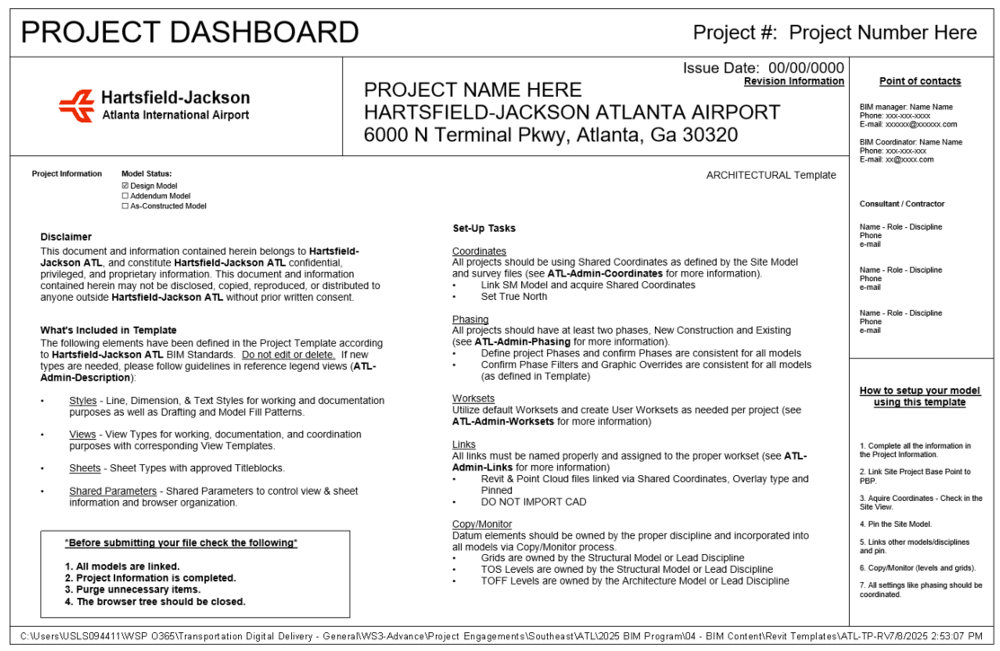 PROJECT DASHBOARD
Project #:  Project Number Here
Hartsfield-Jackson
Atlanta International Airport
Issue Date:  00/00/0000
Revision Information
PROJECT NAME HERE
HARTSFIELD-JACKSON ATLANTA AIRPORT
6000 N Terminal Pkwy, Atlanta, Ga 30320
Project Information
Model Status:
☑ Design Model
☐ Addendum Model
☐ As-Constructed Model
ARCHITECTURAL Template
Disclaimer
This document and information contained herein belongs to Hartsfield-
Jackson ATL, and constitute Hartsfield-Jackson ATL confidential,
privileged, and proprietary information. This document and information
contained herein may not be disclosed, copied, reproduced, or distributed to
anyone outside Hartsfield-Jackson ATL without prior written consent.
What's Included in Template
The following elements have been defined in the Project Template according
to Hartsfield-Jackson ATL BIM Standards.  Do not edit or delete.  If new
types are needed, please follow guidelines in reference legend views (ATL-
Admin-Description):
• Styles - Line, Dimension, & Text Styles for working and documentation
purposes as well as Drafting and Model Fill Patterns.
• Views - View Types for working, documentation, and coordination
purposes with corresponding View Templates.
• Sheets - Sheet Types with approved Titleblocks.
• Shared Parameters - Shared Parameters to control view & sheet
information and browser organization.
*Before submitting your file check the following*
1. All models are linked.
2. Project Information is completed.
3. Purge unnecessary items.
4. The browser tree should be closed.
Set-Up Tasks
Coordinates
All projects should be using Shared Coordinates as defined by the Site Model
and survey files (see ATL-Admin-Coordinates for more information).
• Link SM Model and acquire Shared Coordinates
• Set True North
Phasing
All projects should have at least two phases, New Construction and Existing
(see ATL-Admin-Phasing for more information).
• Define project Phases and confirm Phases are consistent for all models
• Confirm Phase Filters and Graphic Overrides are consistent for all models
(as defined in Template)
Worksets
Utilize default Worksets and create User Worksets as needed per project (see
ATL-Admin-Worksets for more information)
Links
All links must be named properly and assigned to the proper workset (see ATL-
Admin-Links for more information)
• Revit & Point Cloud files linked via Shared Coordinates, Overlay type and
Pinned
• DO NOT IMPORT CAD
Copy/Monitor
Datum elements should be owned by the proper discipline and incorporated into
all models via Copy/Monitor process.
• Grids are owned by the Structural Model or Lead Discipline
• TOS Levels are owned by the Structural Model or Lead Discipline
• TOFF Levels are owned by the Architecture Model or Lead Discipline
Point of contacts
BIM manager: Name Name
Phone: xxx-xxx-xxxx
E-mail: xxxxxx@xxxxxx.com
BIM Coordinator: Name Name
Phone: xxx-xxx-xxx
E-mail: xx@xxxx.com
Consultant / Contractor
Name - Role - Discipline
Phone
e-mail
Name - Role - Discipline
Phone
e-mail
Name - Role - Discipline
Phone
e-mail
How to setup your model
using this template
1. Complete all the information in
the Project Information.
2. Link Site Project Base Point to
PBP.
3. Aquire Coordinates - Check in the
Site View.
4. Pin the Site Model.
5. Links other models/disciplines
and pin.
6. Copy/Monitor (levels and grids).
7. All settings like phasing should be
coordinated.
C:\Users\USLS094411\WSP O365\Transportation Digital Delivery - General\WS3-Advance\Project Engagements\Southeast\ATL\2025 BIM Program\04 - BIM Content\Revit Templates\ATL-TP-RV7/8/2025 2:53:07 PM